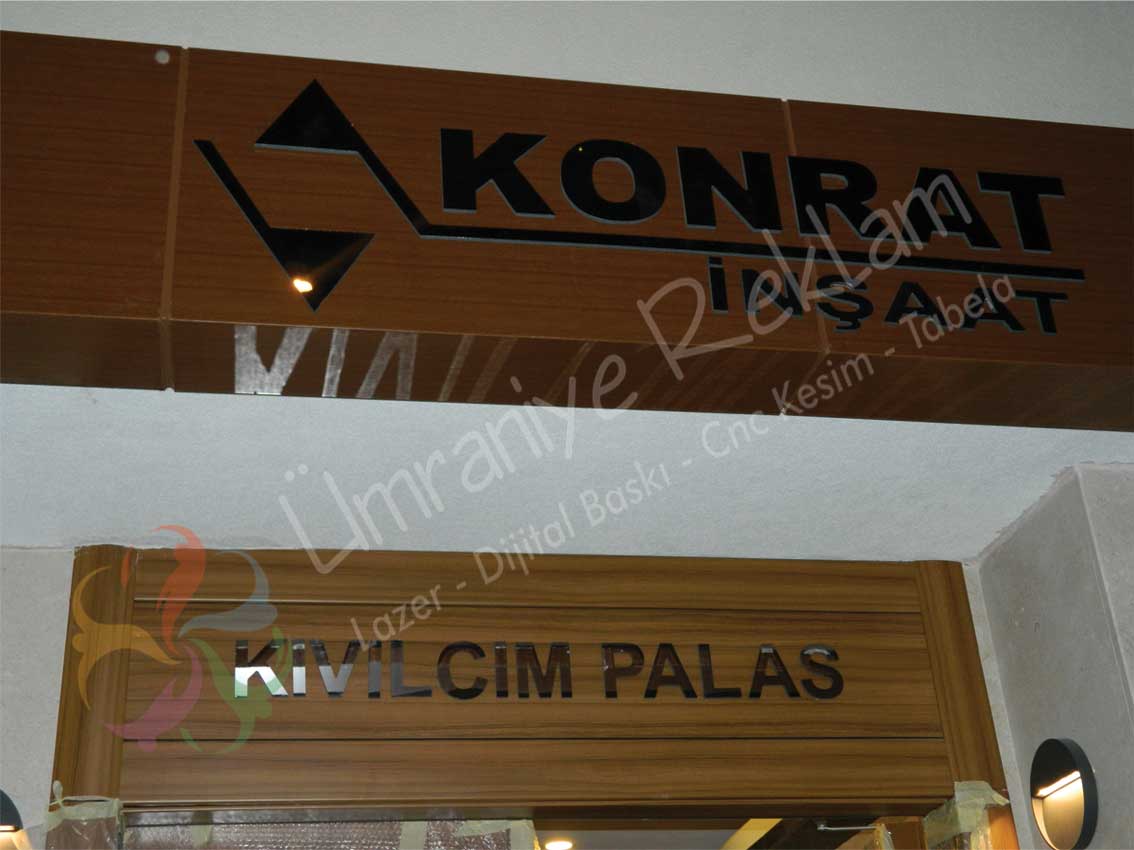 KONRAT
İNŞAAT
Ümraniye Reklam
Lazer - Dijital Baskı - Cnc Kesim - Tabela
KIVILCIM PALAS